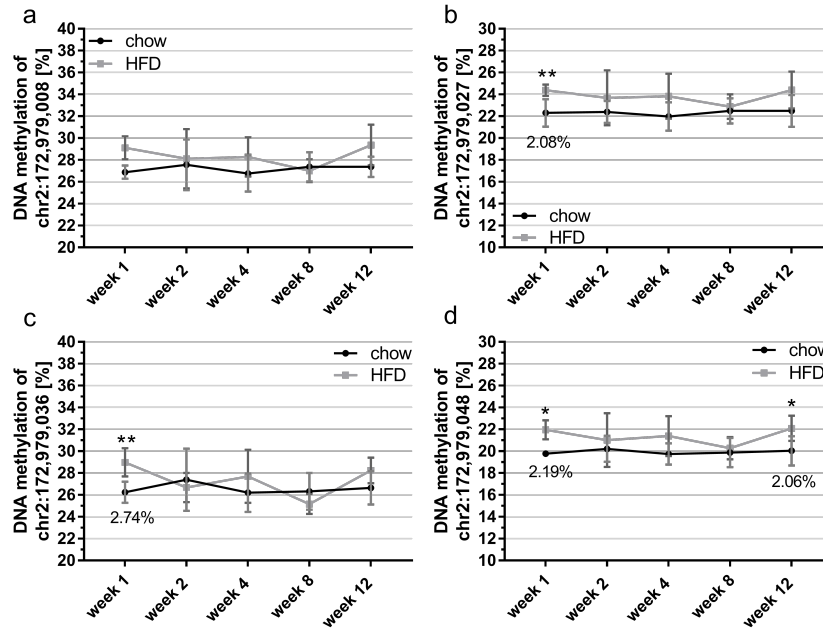 a
DNA methylation of
chr2:172,979,008 [%]
40
38
36
34
32
30
28
26
24
22
20
chow
HFD
week 1
week 2
week 4
week 8
week 12
b
DNA methylation of
chr2:172,979,027 [%]
30
28
26
24
22
20
18
16
14
12
10
**
2.08%
chow
HFD
week 1
week 2
week 4
week 8
week 12
c
DNA methylation of
chr2:172,979,036 [%]
40
38
36
34
32
30
28
26
24
22
20
chow
HFD
**
2.74%
week 1
week 2
week 4
week 8
week 12
d
DNA methylation of
chr2:172,979,048 [%]
30
28
26
24
22
20
18
16
14
12
10
chow
HFD
*
*
2.19%
2.06%
week 1
week 2
week 4
week 8
week 12